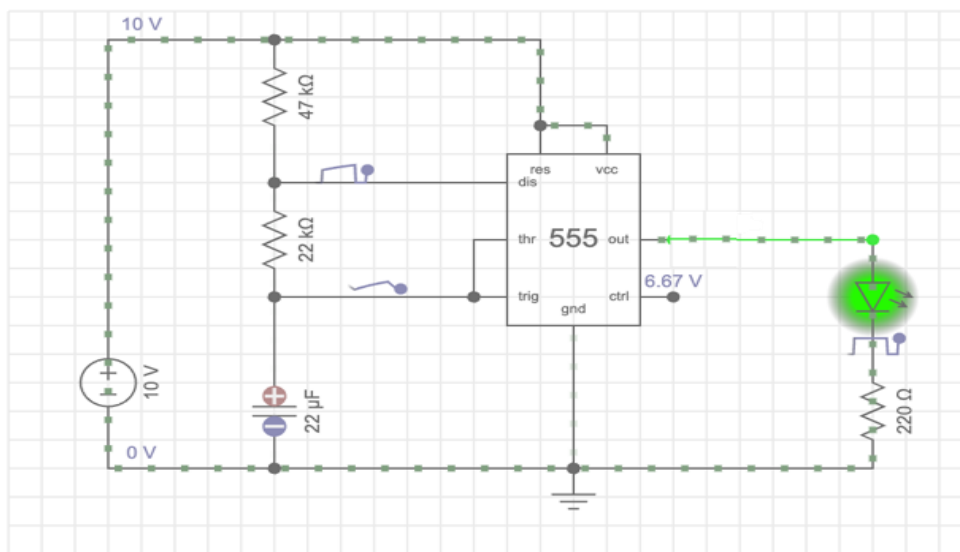 10 V
47 kΩ
res
vcc
dis
22 kΩ
thr
555
out
6.67 V
trig
ctrl
gnd
10 V
22 µF
220 Ω
0 V